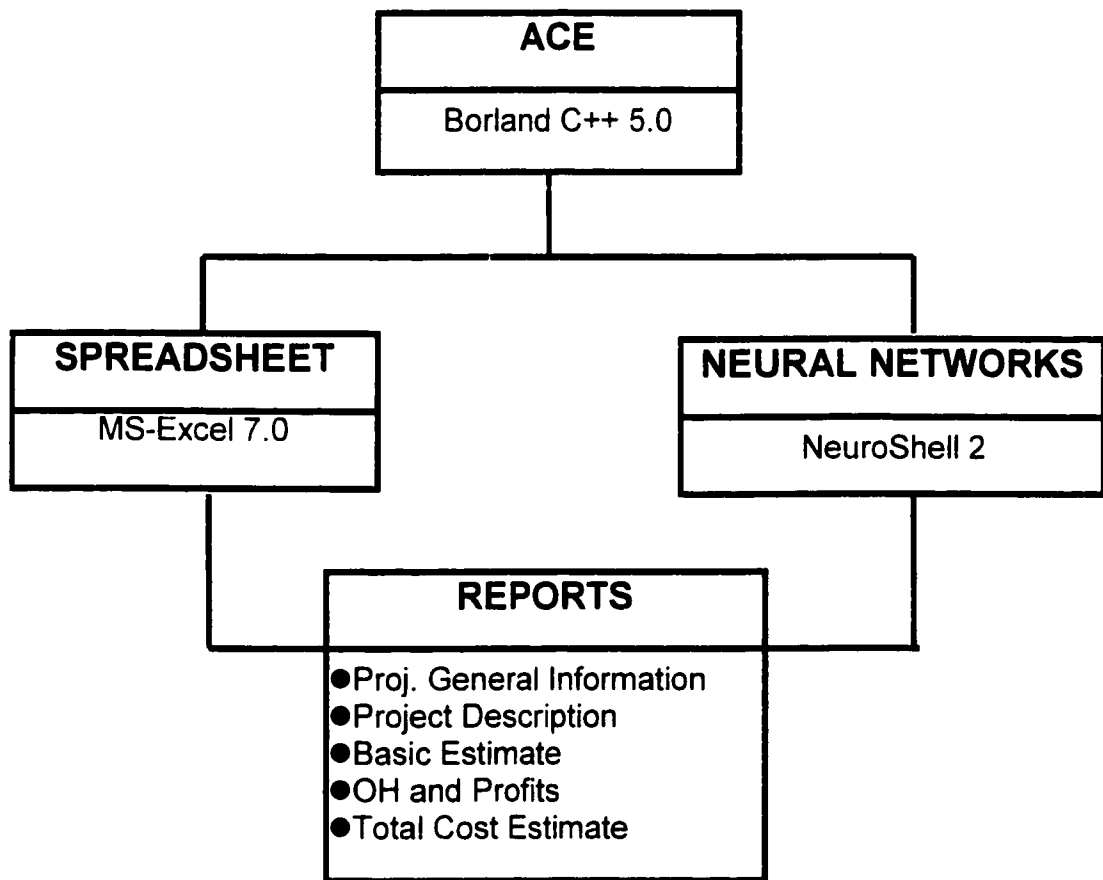 ACE
Borland C++ 5.0
SPREADSHEET
MS-Excel 7.0
NEURAL NETWORKS
NeuroShell 2
REPORTS
●Proj. General Information
●Project Description
●Basic Estimate
●OH and Profits
●Total Cost Estimate